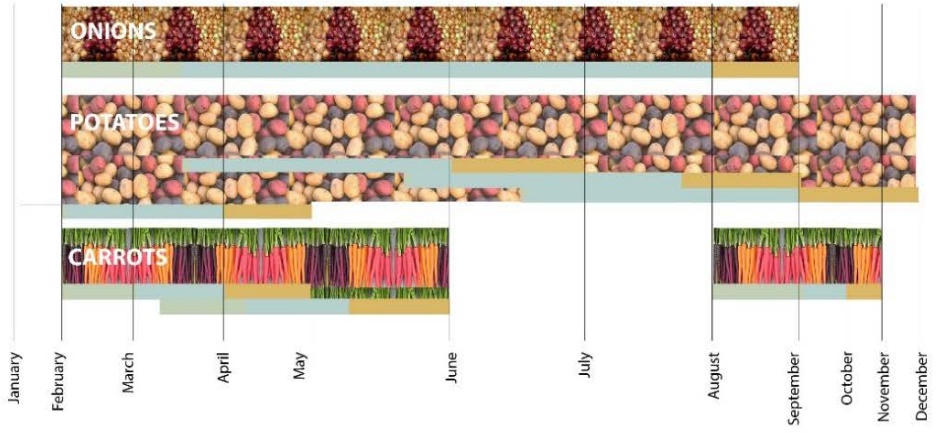 ONIONS
POTATOES
CARROTS
January
February
March
April
May
June
July
August
September
October
November
December